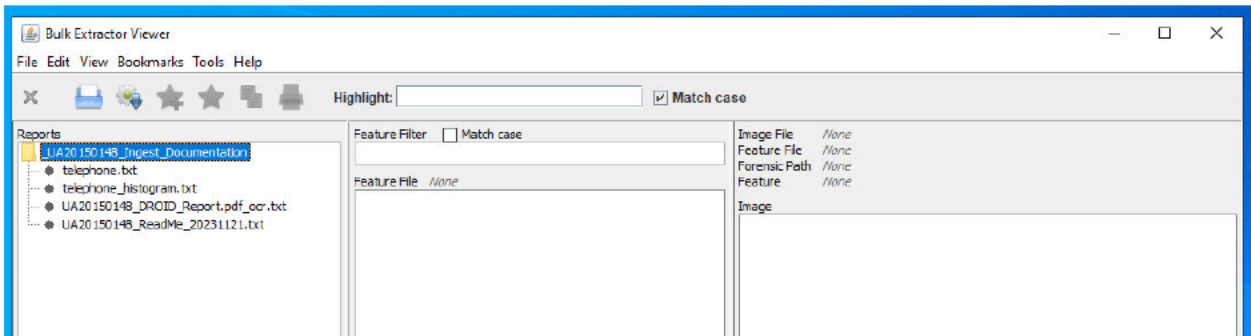 Bulk Extractor Viewer
File Edit View Bookmarks Tools Help
Highlight: Match case
Reports
_UA20150148_Ingest_Documentation
telephone.txt
telephone_histogram.txt
UA20150148_DROID_Report.pdf_ocr.txt
UA20150148_ReadMe_20231121.txt
Feature Filter Match case
Feature File None
Image File None
Feature File None
Forensic Path None
Feature None
Image